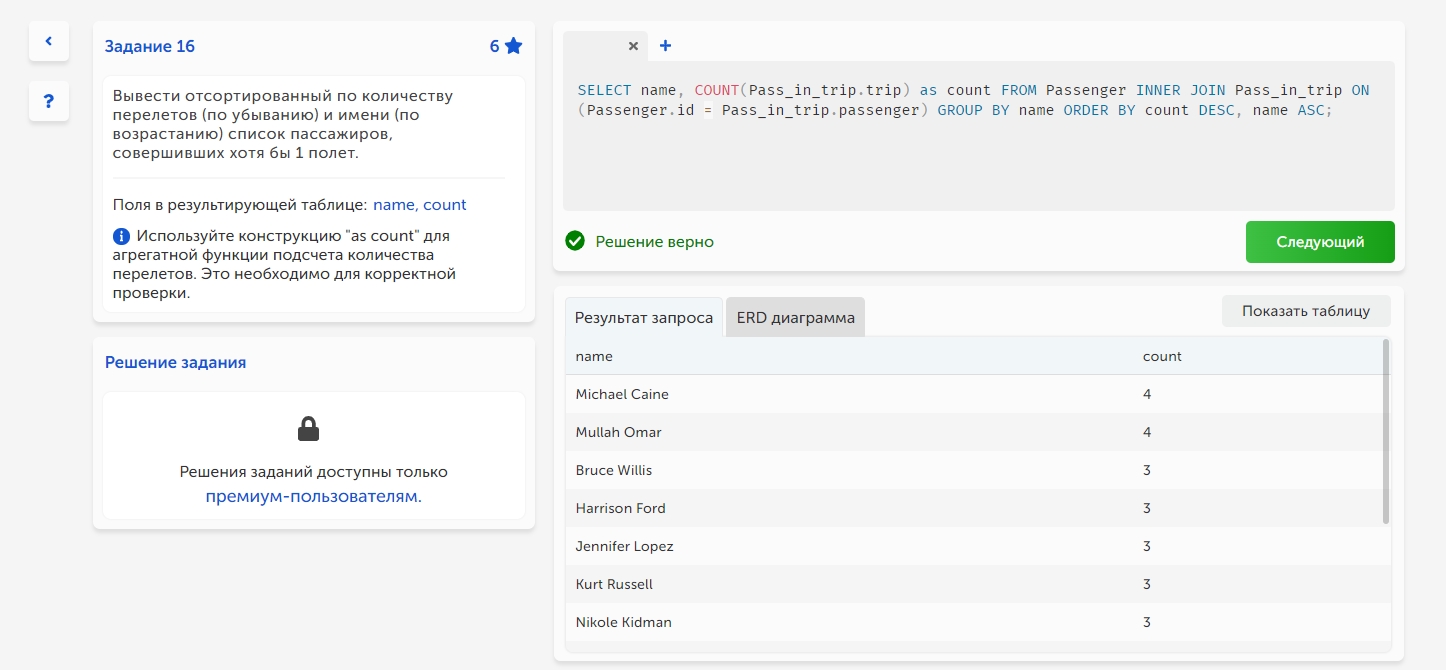 Задание 16
6
?
Вывести отсортированный по количеству
перелетов (по убыванию) и имени (по
возрастанию) список пассажиров,
совершивших хотя бы 1 полет.
Поля в результирующей таблице: name, count
Используйте конструкцию "as count" для
агрегатной функции подсчета количества
перелетов. Это необходимо для корректной
проверки.
Решение задания
Решения заданий доступны только
премиум-пользователям.
SELECT name, COUNT(Pass_in_trip.trip) as count FROM Passenger INNER JOIN Pass_in_trip ON
(Passenger.id = Pass_in_trip.passenger) GROUP BY name ORDER BY count DESC, name ASC;
Решение верно
Следующий
Результат запроса
ERD диаграмма
Показать таблицу
name count
Michael Caine 4
Mullah Omar 4
Bruce Willis 3
Harrison Ford 3
Jennifer Lopez 3
Kurt Russell 3
Nikole Kidman 3